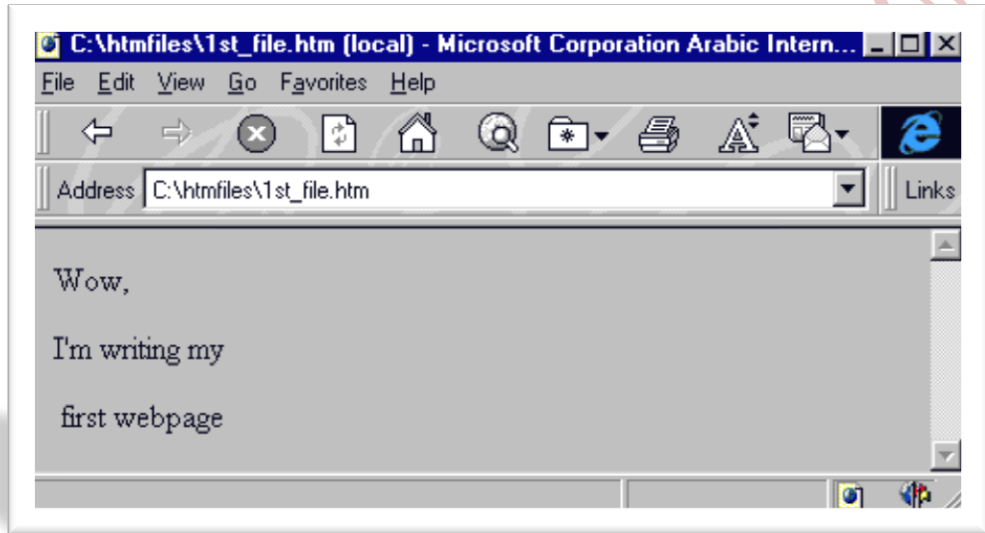 C:\htmfiles\1st_file.htm (local) - Microsoft Corporation Arabic Intern...
File Edit View Go Favorites Help
Address C:\htmfiles\1st_file.htm Links
Wow,
I'm writing my
first webpage